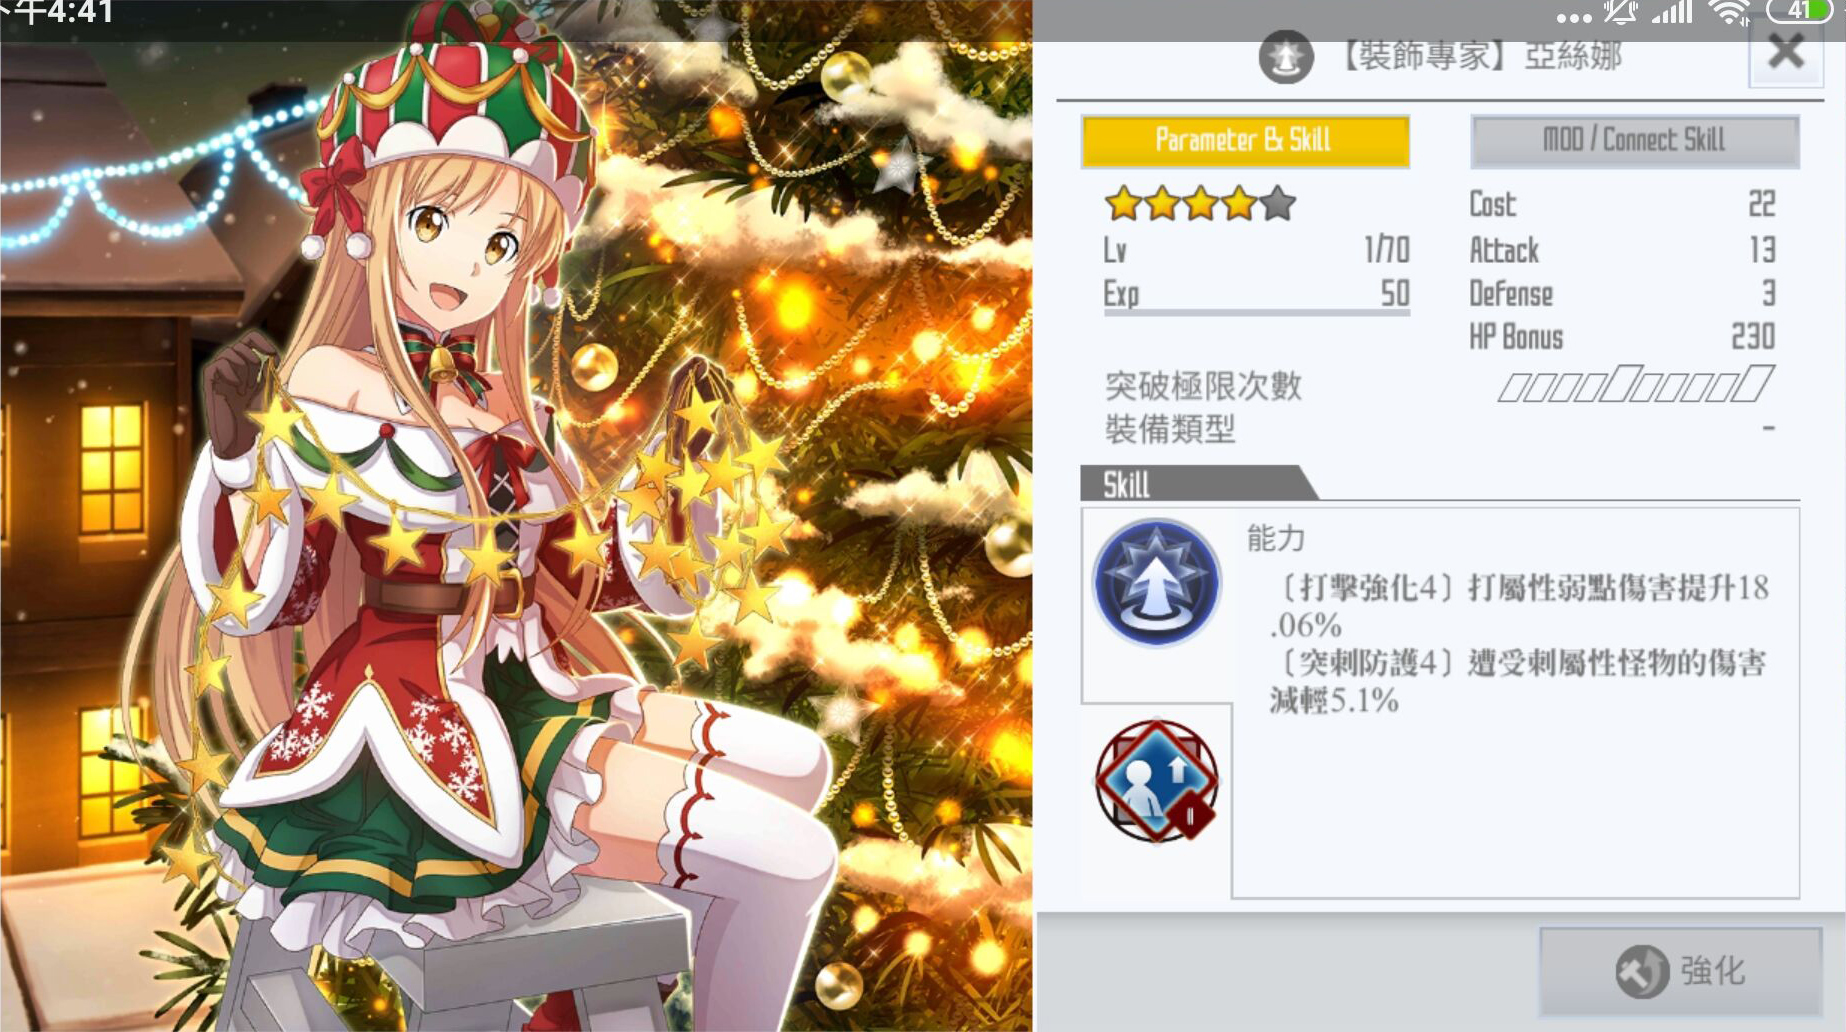 下午4:41
41
【裝飾專家】亞絲娜
Parameter & Skill
MOD / Connect Skill
Lv 1/70
Exp 50
Cost 22
Attack 13
Defense 3
HP Bonus 230
突破極限次數
裝備類型 -
Skill
能力
〔打擊強化4〕打屬性弱點傷害提升18
.06%
〔突刺防護4〕遭受刺屬性怪物的傷害
減輕5.1%
II
強化